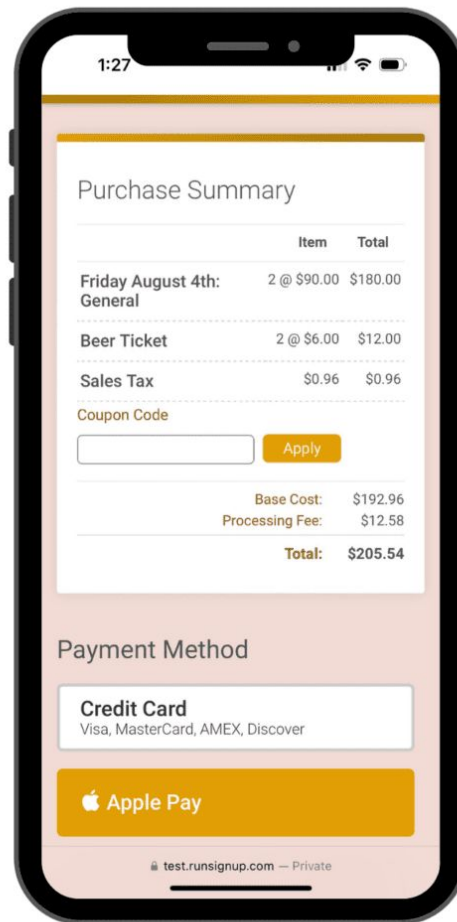 1:27
Purchase Summary
Item Total
Friday August 4th: 2 @ $90.00 $180.00
General
Beer Ticket 2 @ $6.00 $12.00
Sales Tax $0.96 $0.96
Coupon Code
Apply
Base Cost: $192.96
Processing Fee: $12.58
Total: $205.54
Payment Method
Credit Card
Visa, MasterCard, AMEX, Discover
Apple Pay
test.runsignup.com — Private